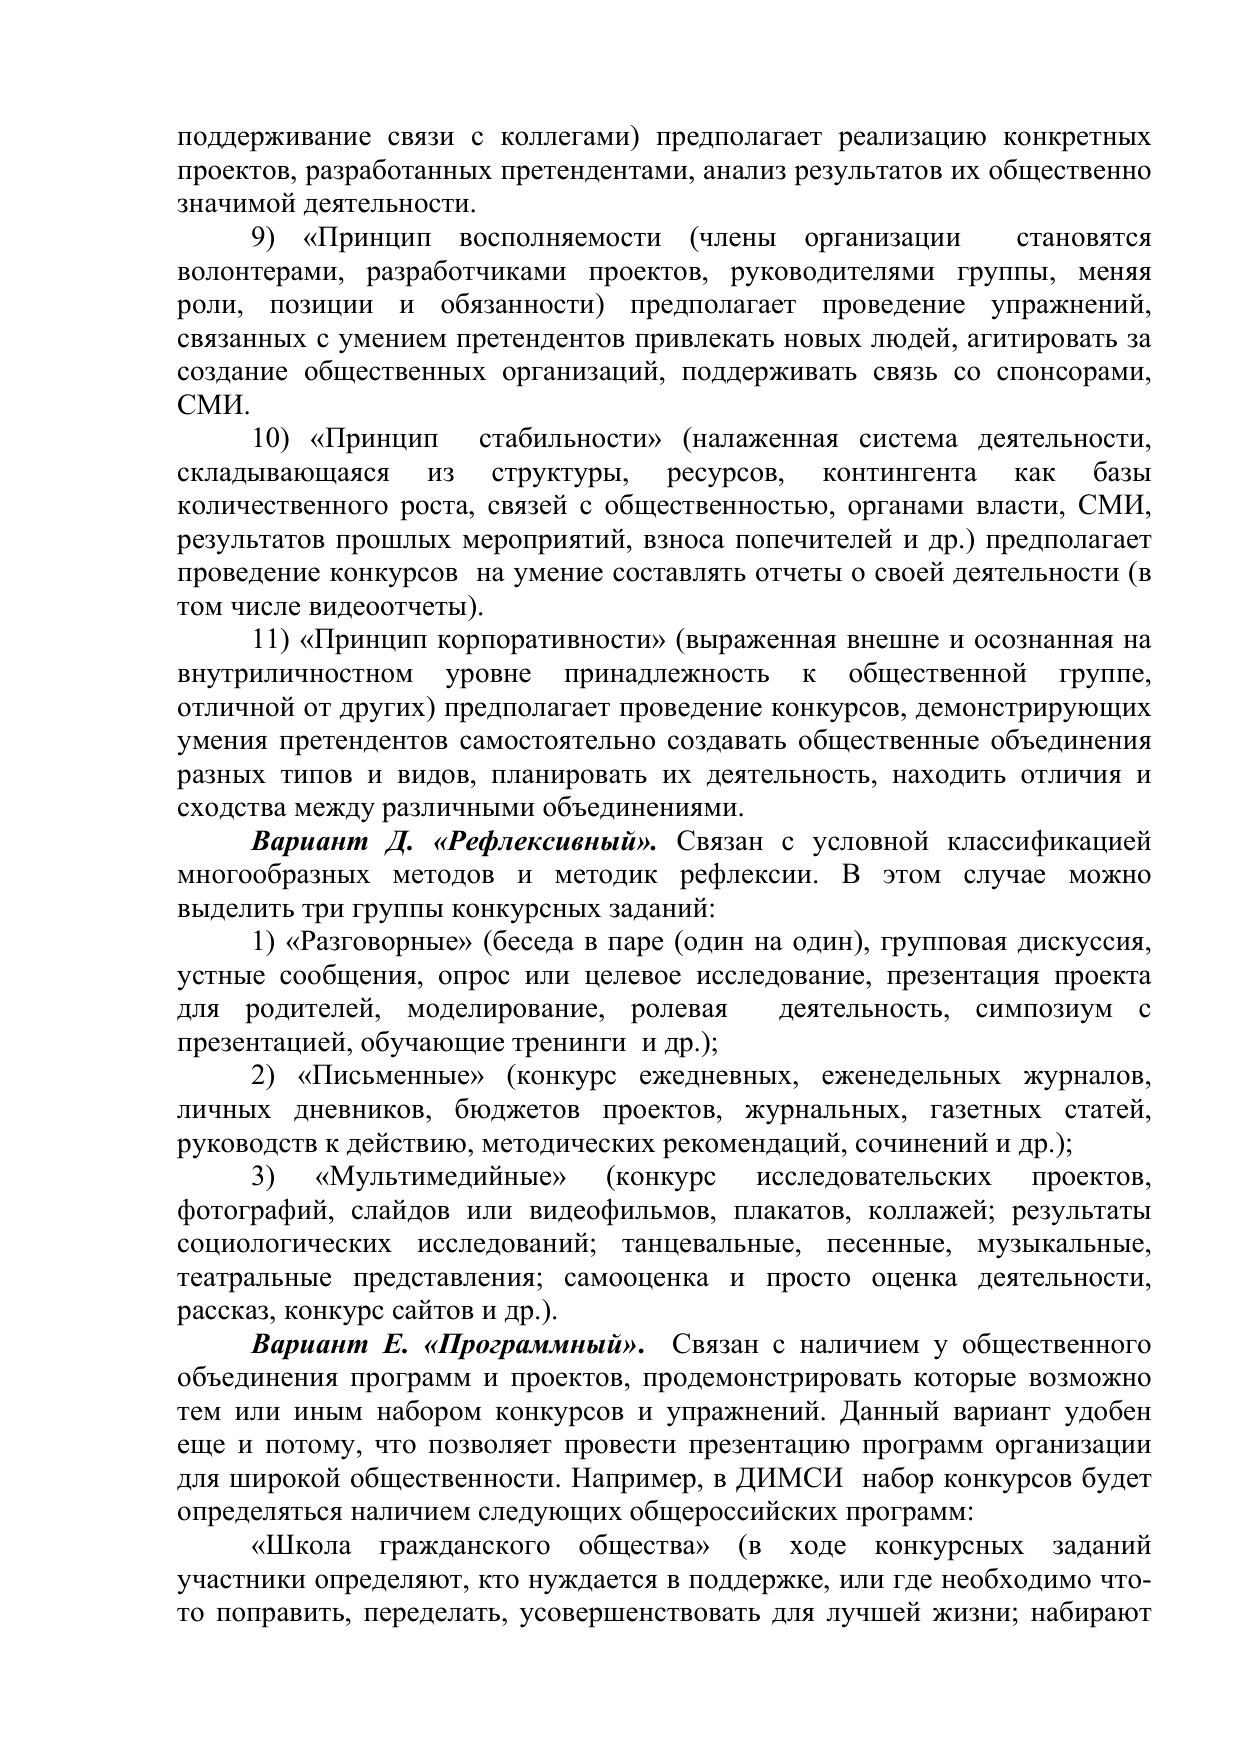 поддерживание связи с коллегами) предполагает реализацию конкретных
проектов, разработанных претендентами, анализ результатов их общественно
значимой деятельности.
9) «Принцип восполняемости (члены организации становятся
волонтерами, разработчиками проектов, руководителями группы, меняя
роли, позиции и обязанности) предполагает проведение упражнений,
связанных с умением претендентов привлекать новых людей, агитировать за
создание общественных организаций, поддерживать связь со спонсорами,
СМИ.
10) «Принцип стабильности» (налаженная система деятельности,
складывающаяся из структуры, ресурсов, контингента как базы
количественного роста, связей с общественностью, органами власти, СМИ,
результатов прошлых мероприятий, взноса попечителей и др.) предполагает
проведение конкурсов на умение составлять отчеты о своей деятельности (в
том числе видеоотчеты).
11) «Принцип корпоративности» (выраженная внешне и осознанная на
внутриличностном уровне принадлежность к общественной группе,
отличной от других) предполагает проведение конкурсов, демонстрирующих
умения претендентов самостоятельно создавать общественные объединения
разных типов и видов, планировать их деятельность, находить отличия и
сходства между различными объединениями.
Вариант Д. «Рефлексивный». Связан с условной классификацией
многообразных методов и методик рефлексии. В этом случае можно
выделить три группы конкурсных заданий:
1) «Разговорные» (беседа в паре (один на один), групповая дискуссия,
устные сообщения, опрос или целевое исследование, презентация проекта
для родителей, моделирование, ролевая деятельность, симпозиум с
презентацией, обучающие тренинги и др.);
2) «Письменные» (конкурс ежедневных, еженедельных журналов,
личных дневников, бюджетов проектов, журнальных, газетных статей,
руководств к действию, методических рекомендаций, сочинений и др.);
3) «Мультимедийные» (конкурс исследовательских проектов,
фотографий, слайдов или видеофильмов, плакатов, коллажей; результаты
социологических исследований; танцевальные, песенные, музыкальные,
театральные представления; самооценка и просто оценка деятельности,
рассказ, конкурс сайтов и др.).
Вариант Е. «Программный». Связан с наличием у общественного
объединения программ и проектов, продемонстрировать которые возможно
тем или иным набором конкурсов и упражнений. Данный вариант удобен
еще и потому, что позволяет провести презентацию программ организации
для широкой общественности. Например, в ДИМСИ набор конкурсов будет
определяться наличием следующих общероссийских программ:
«Школа гражданского общества» (в ходе конкурсных заданий
участники определяют, кто нуждается в поддержке, или где необходимо что-
то поправить, переделать, усовершенствовать для лучшей жизни; набирают